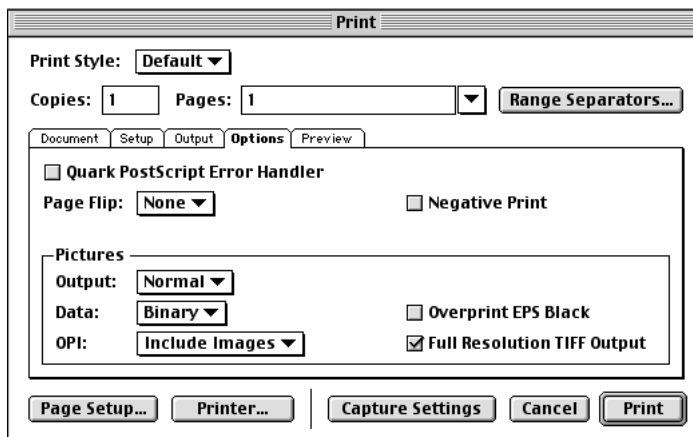 Print
Print Style: Default
Copies: 1 Pages: 1 Range Separators...
Document Setup Output Options Preview
Quark PostScript Error Handler
Page Flip: None Negative Print
Pictures
Output: Normal
Data: Binary Overprint EPS Black
OPI: Include Images Full Resolution TIFF Output
Page Setup... Printer... Capture Settings Cancel Print